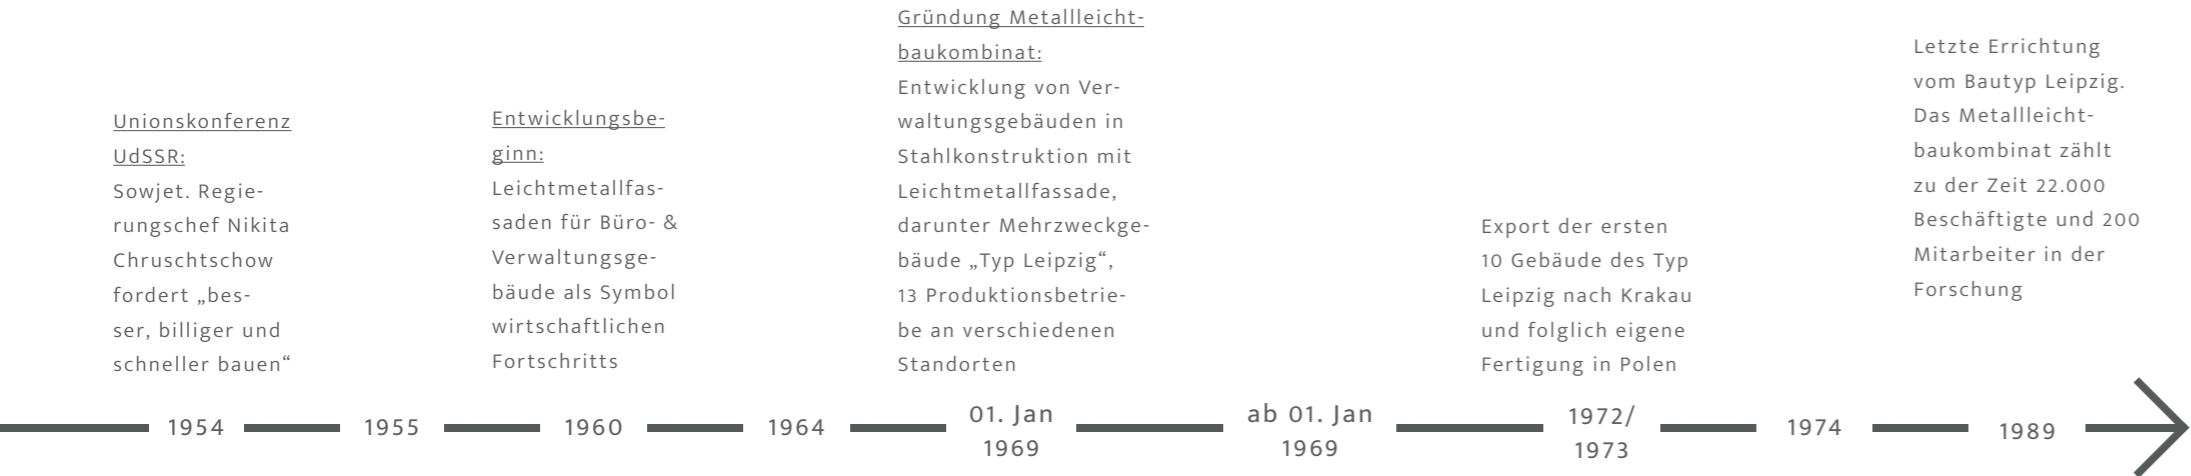 Unionskonferenz
UdSSR:
Sowjet. Regie-
rungschef Nikita
Chruschtschow
fordert „bes-
ser, billiger und
schneller bauen“
Entwicklungsbe-
ginn:
Leichtmetallfas-
saden für Büro- &
Verwaltungsge-
bäude als Symbol
wirtschaftlichen
Fortschritts
Gründung Metallleicht-
baukombinat:
Entwicklung von Ver-
waltungsgebäuden in
Stahlkonstruktion mit
Leichtmetallfassade,
darunter Mehrzweckge-
bäude „Typ Leipzig“,
13 Produktionsbetrie-
be an verschiedenen
Standorten
Export der ersten
10 Gebäude des Typ
Leipzig nach Krakau
und folglich eigene
Fertigung in Polen
Letzte Errichtung
vom Bautyp Leipzig.
Das Metallleicht-
baukombinat zählt
zu der Zeit 22.000
Beschäftigte und 200
Mitarbeiter in der
Forschung
1954
1955
1960
1964
01. Jan
1969
ab 01. Jan
1969
1972/
1973
1974
1989